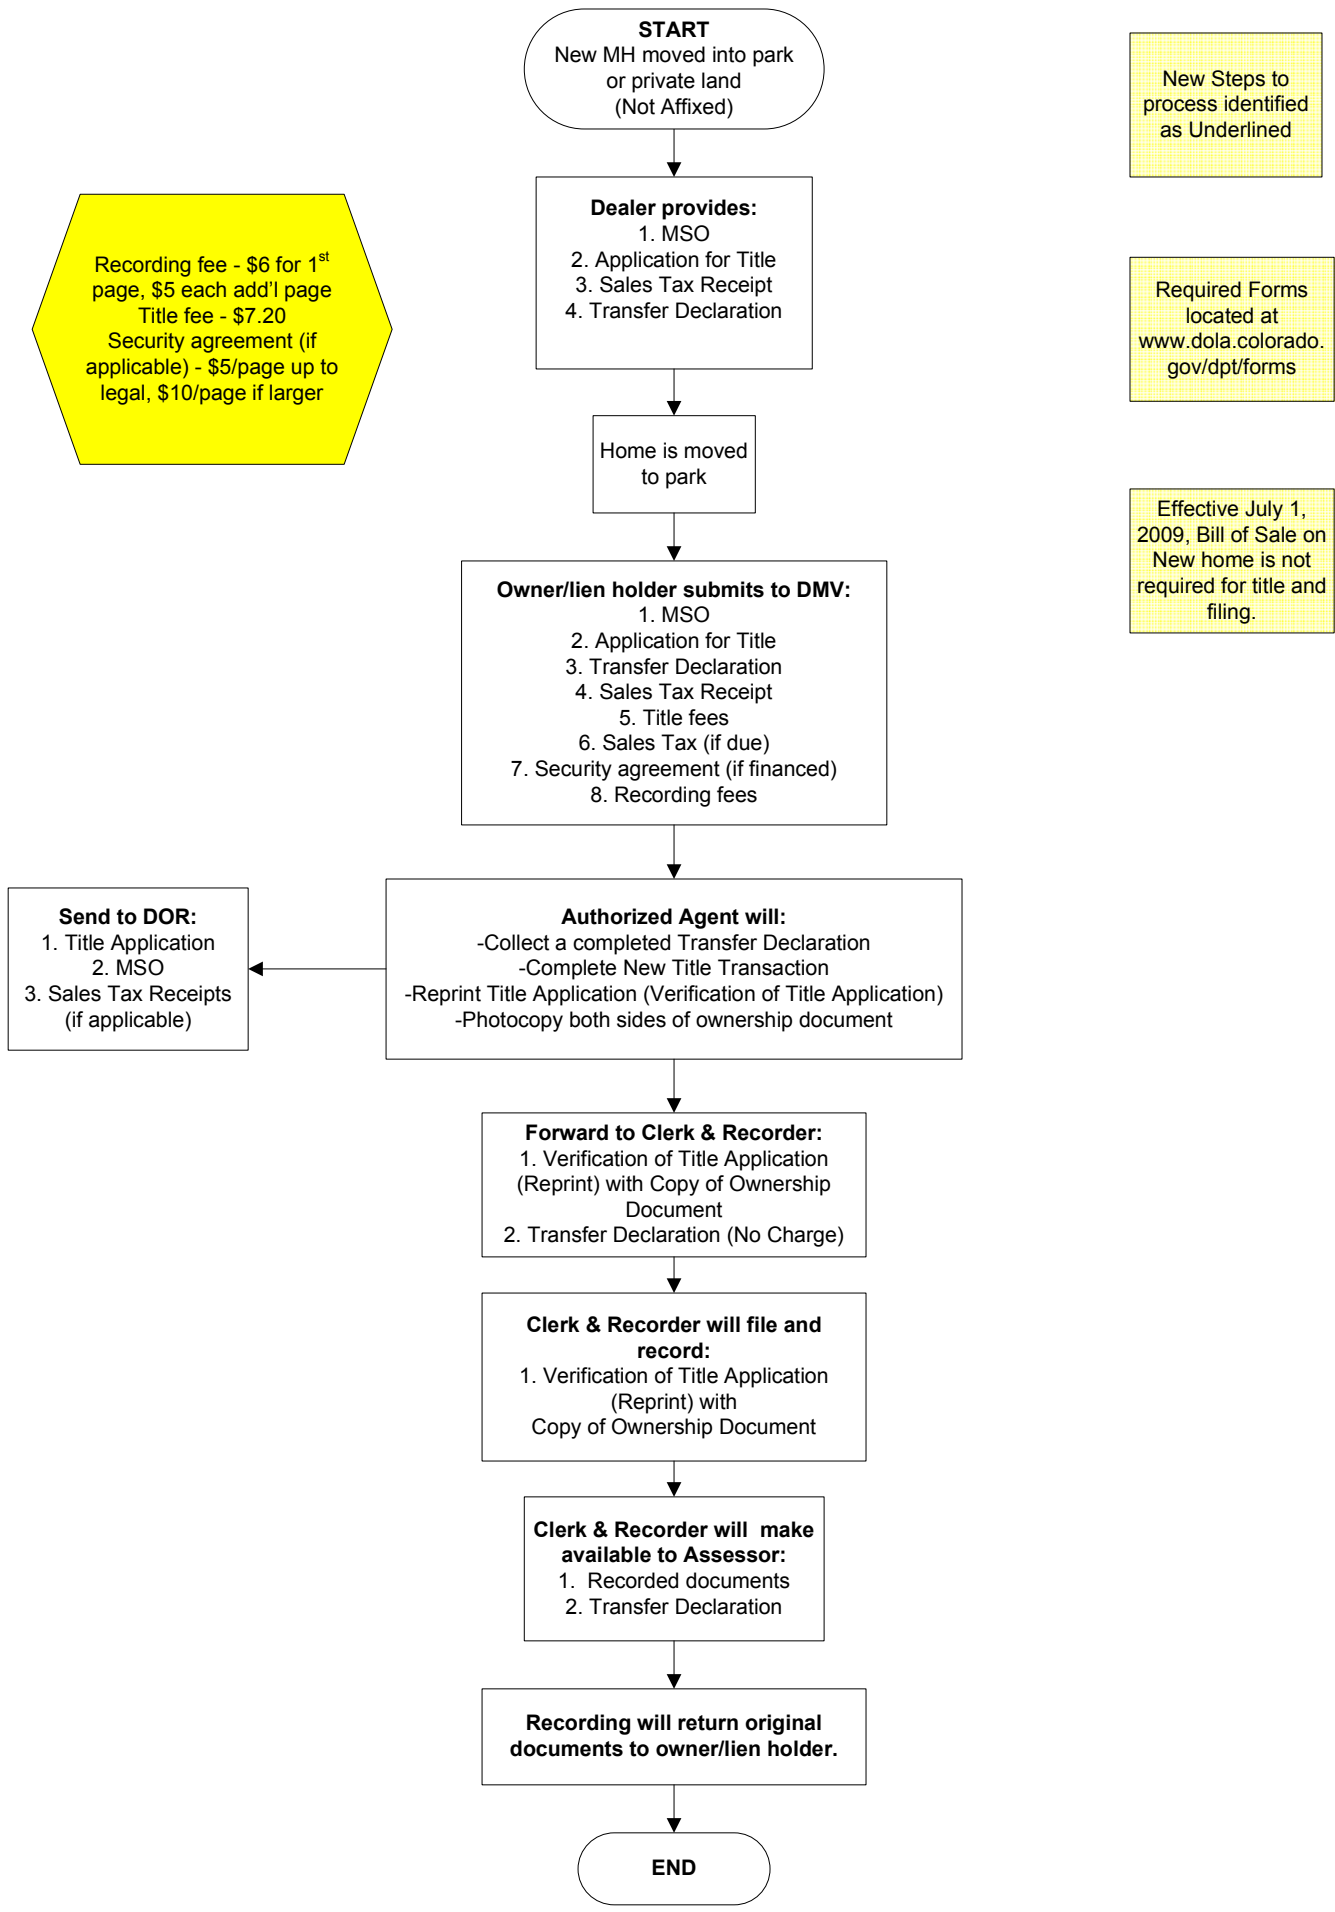 START
New MH moved into park
or private land
(Not Affixed)
New Steps to
process identified
as Underlined
Dealer provides:
1. MSO
2. Application for Title
3. Sales Tax Receipt
4. Transfer Declaration
Recording fee - $6 for 1st
page, $5 each add’l page
Title fee - $7.20
Security agreement (if
applicable) - $5/page up to
legal, $10/page if larger
Required Forms
located at
www.dola.colorado.
gov/dpt/forms
Home is moved
to park
Effective July 1,
2009, Bill of Sale on
New home is not
required for title and
filing.
Owner/lien holder submits to DMV:
1. MSO
2. Application for Title
3. Transfer Declaration
4. Sales Tax Receipt
5. Title fees
6. Sales Tax (if due)
7. Security agreement (if financed)
8. Recording fees
Authorized Agent will:
-Collect a completed Transfer Declaration
-Complete New Title Transaction
-Reprint Title Application (Verification of Title Application)
-Photocopy both sides of ownership document
Send to DOR:
1. Title Application
2. MSO
3. Sales Tax Receipts
(if applicable)
Forward to Clerk & Recorder:
1. Verification of Title Application
(Reprint) with Copy of Ownership
Document
2. Transfer Declaration (No Charge)
Clerk & Recorder will file and
record:
1. Verification of Title Application
(Reprint) with
Copy of Ownership Document
Clerk & Recorder will  make
available to Assessor:
1.  Recorded documents
2. Transfer Declaration
Recording will return original
documents to owner/lien holder.
END